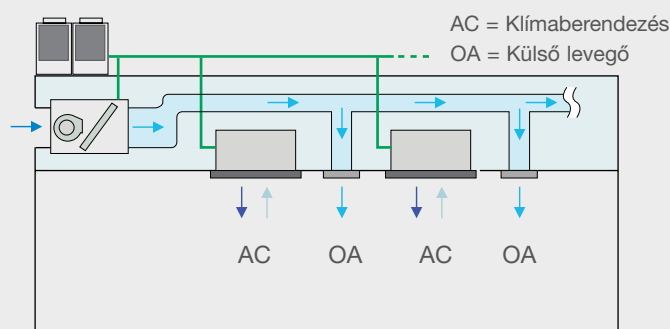 AC = Klímaberendezés
OA = Külső levegő
AC OA AC OA